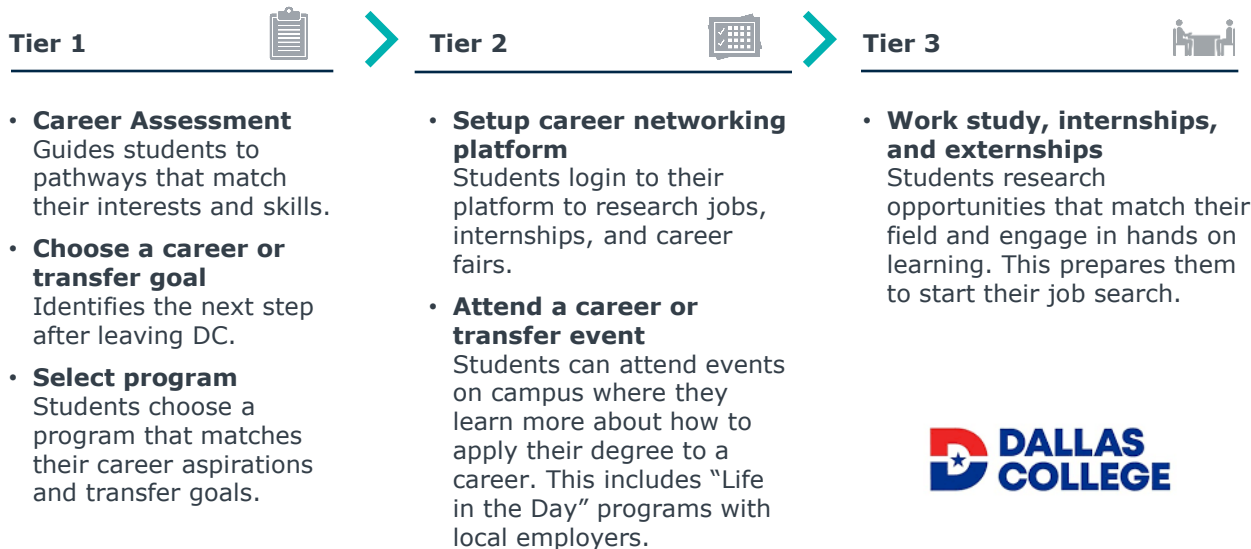 Tier 1
• Career Assessment
Guides students to
pathways that match
their interests and skills.
• Choose a career or
transfer goal
Identifies the next step
after leaving DC.
• Select program
Students choose a
program that matches
their career aspirations
and transfer goals.
Tier 2
• Setup career networking
platform
Students login to their
platform to research jobs,
internships, and career
fairs.
• Attend a career or
transfer event
Students can attend events
on campus where they
learn more about how to
apply their degree to a
career. This includes “Life
in the Day” programs with
local employers.
Tier 3
• Work study, internships,
and externships
Students research
opportunities that match their
field and engage in hands on
learning. This prepares them
to start their job search.
DALLAS
COLLEGE